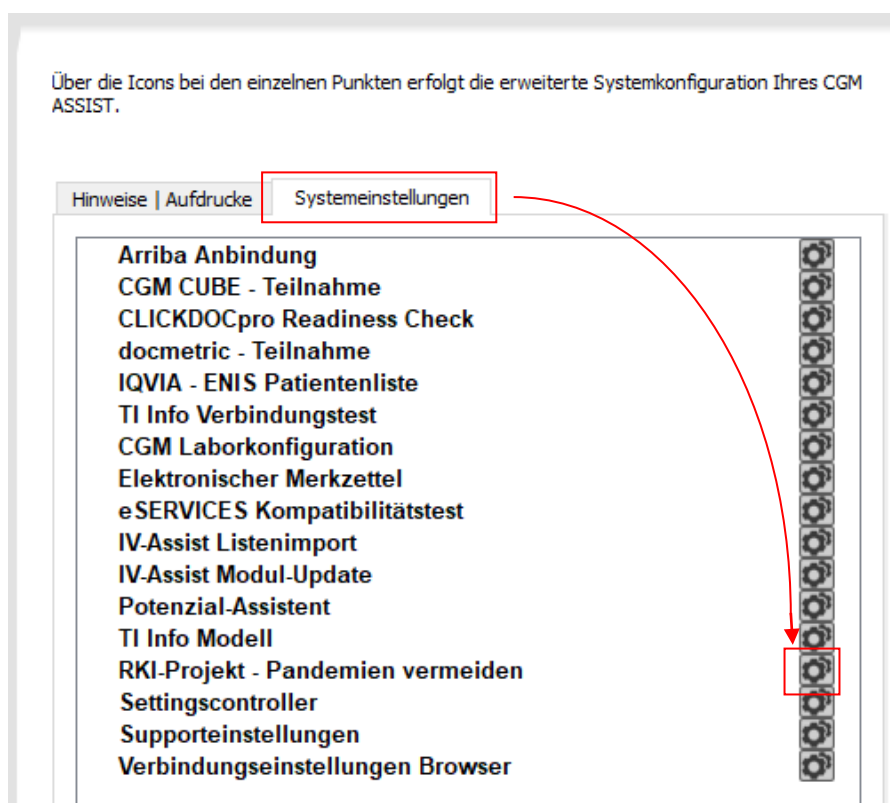 Über die Icons bei den einzelnen Punkten erfolgt die erweiterte Systemkonfiguration Ihres CGM
ASSIST.
Hinweise | Aufdrucke Systemeinstellungen
Arriba Anbindung
CGM CUBE - Teilnahme
CLICKDOCpro Readiness Check
docmetric - Teilnahme
IQVIA - ENIS Patientenliste
TI Info Verbindungstest
CGM Laborkonfiguration
Elektronischer Merkzettel
eSERVICES Kompatibilitätstest
IV-Assist Listenimport
IV-Assist Modul-Update
Potenzial-Assistent
TI Info Modell
RKI-Projekt - Pandemien vermeiden
Settingscontroller
Supporteinstellungen
Verbindungseinstellungen Browser